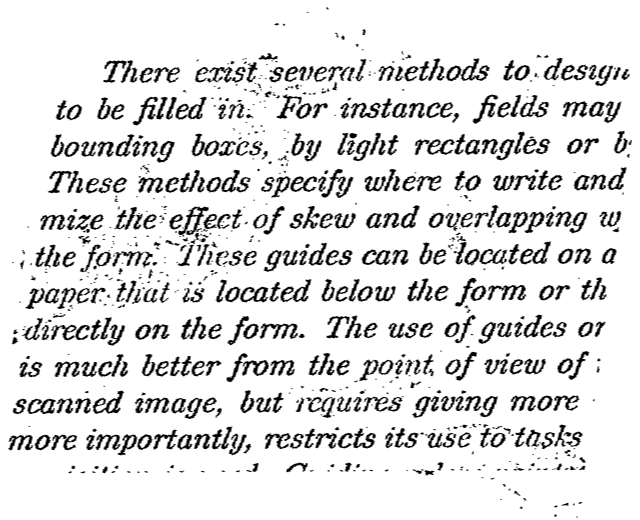 There exist several methods to design
to be filled in. For instance, fields may
bounding boxes, by light rectangles or by
These methods specify where to write and
mize the effect of skew and overlapping w
the form. These guides can be located on a
paper that is located below the form or th
directly on the form. The use of guides or
is much better from the point of view of
scanned image, but requires giving more
more importantly, restricts its use to tasks